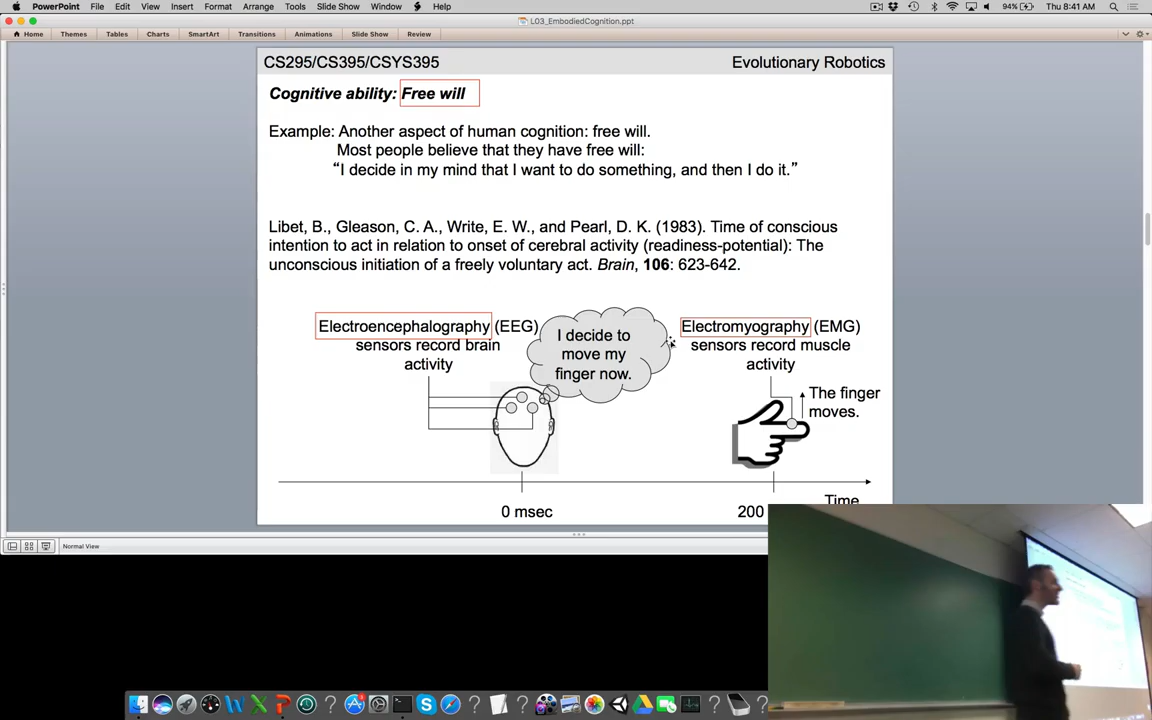 PowerPoint File Edit View Insert Format Arrange Tools Slide Show Window Help 94% Thu 8:41 AM
L03_EmbodiedCognition.ppt
Home Themes Tables Charts SmartArt Transitions Animations Slide Show Review
CS295/CS395/CSYS395 Evolutionary Robotics
Cognitive ability: Free will
Example: Another aspect of human cognition: free will.
Most people believe that they have free will:
“I decide in my mind that I want to do something, and then I do it.”
Libet, B., Gleason, C. A., Write, E. W., and Pearl, D. K. (1983). Time of conscious
intention to act in relation to onset of cerebral activity (readiness-potential): The
unconscious initiation of a freely voluntary act. Brain, 106: 623-642.
Electroencephalography (EEG)
sensors record brain
activity
I decide to
move my
finger now.
Electromyography (EMG)
sensors record muscle
activity
The finger
moves.
0 msec
200
Time
Normal View